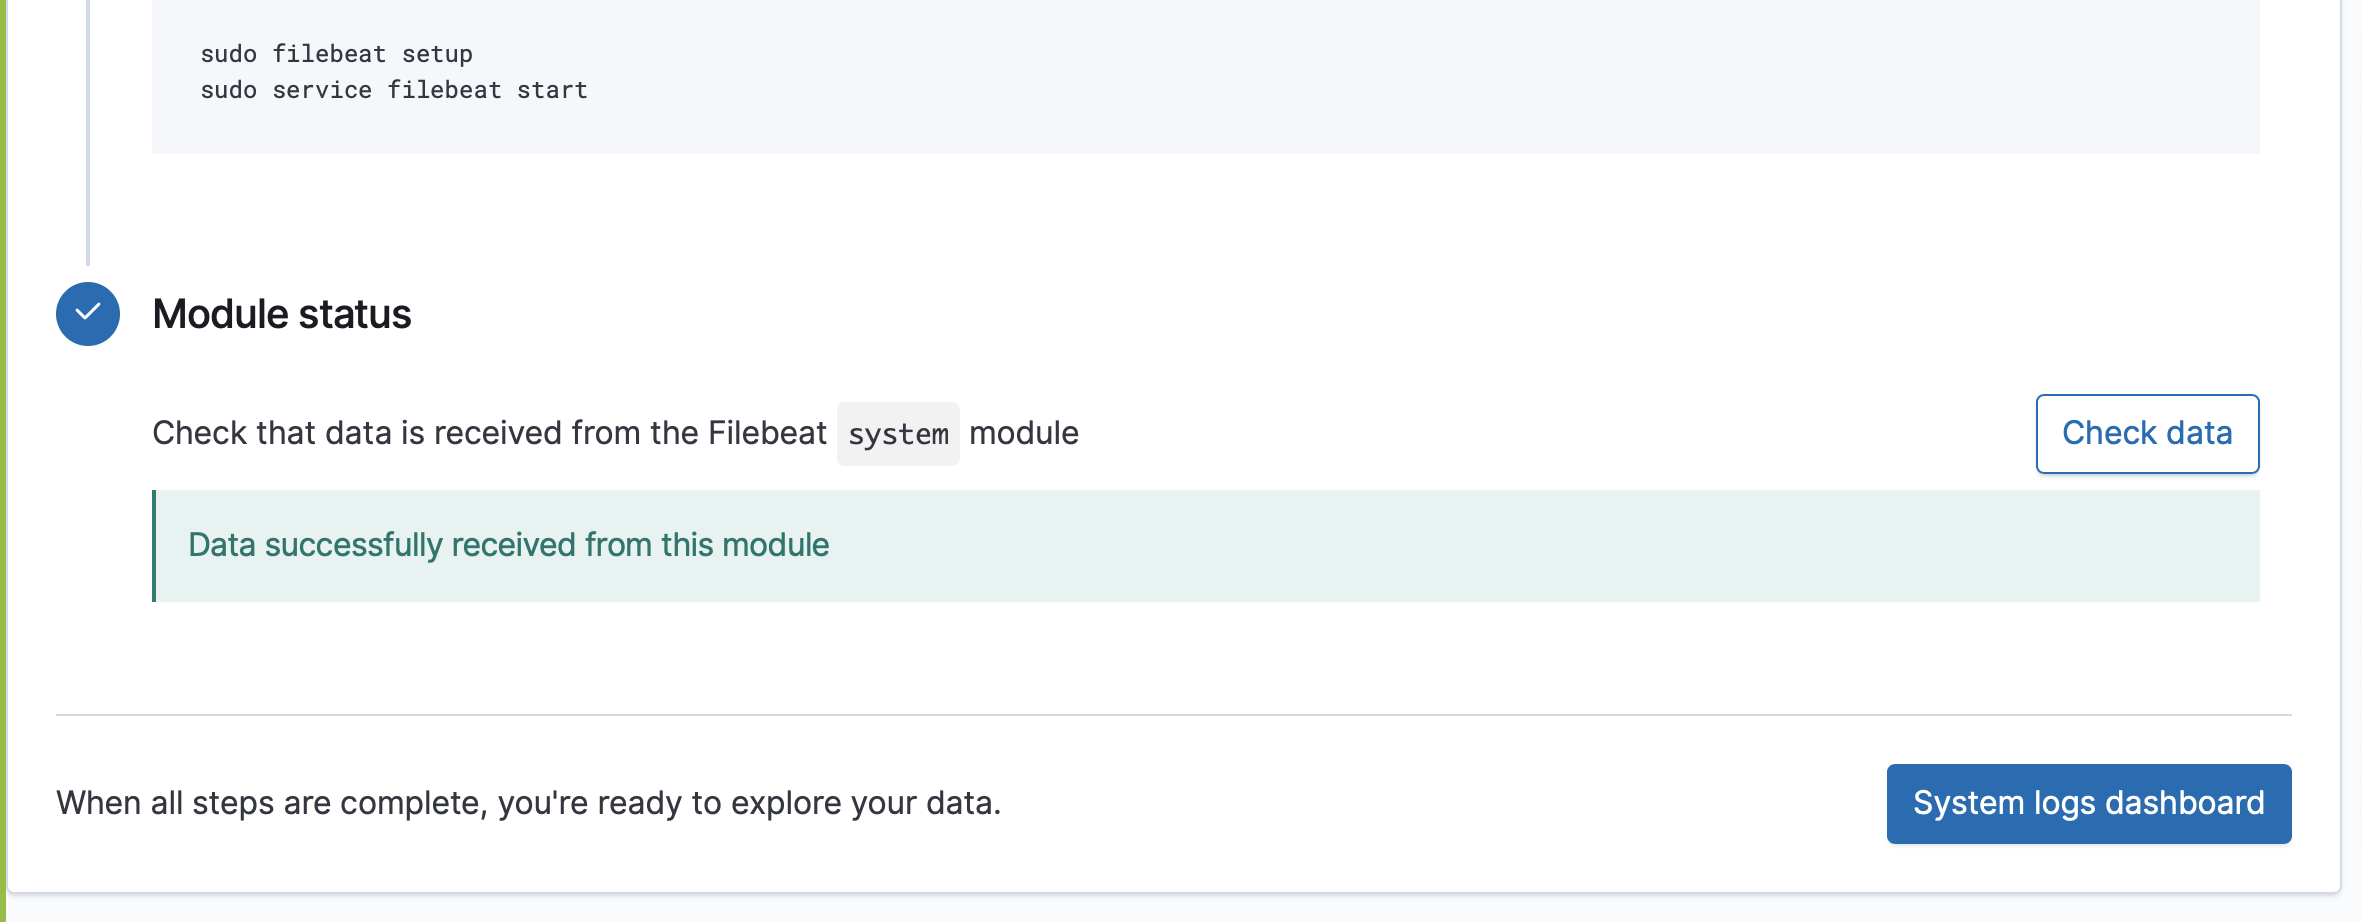 sudo filebeat setup
sudo service filebeat start
Module status
Check that data is received from the Filebeat system module
Check data
Data successfully received from this module
When all steps are complete, you're ready to explore your data.
System logs dashboard